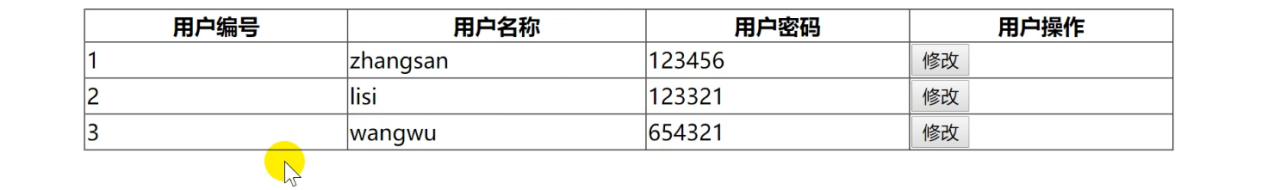 用户编号 用户名称 用户密码 用户操作
1 zhangsan 123456 修改
2 lisi 123321 修改
3 wangwu 654321 修改